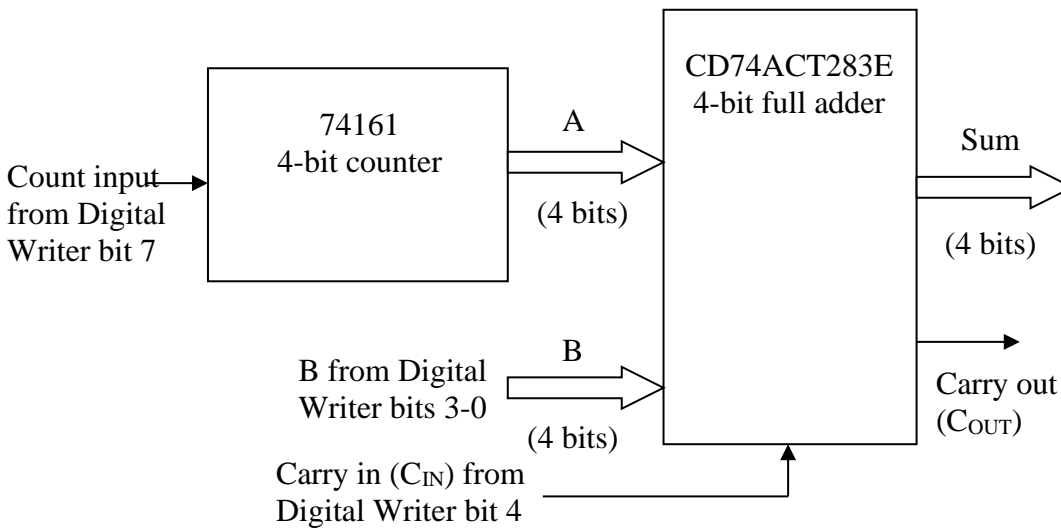 CD74ACT283E
4-bit full adder
74161
4-bit counter
A
(4 bits)
Sum
(4 bits)
Count input
from Digital
Writer bit 7
B from Digital
Writer bits 3-0
B
(4 bits)
Carry out
(COUT)
Carry in (CIN) from
Digital Writer bit 4